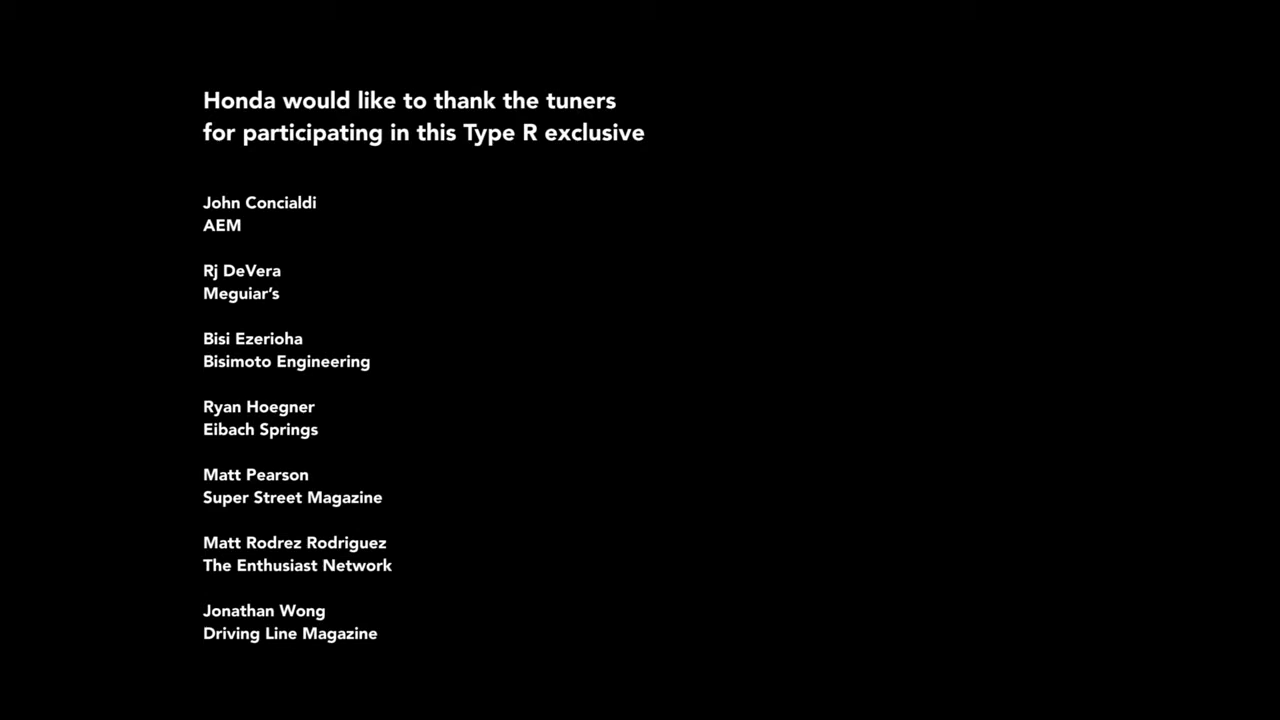 Honda would like to thank the tuners
for participating in this Type R exclusive
John Concialdi
AEM
Rj DeVera
Meguiar’s
Bisi Ezerioha
Bisimoto Engineering
Ryan Hoegner
Eibach Springs
Matt Pearson
Super Street Magazine
Matt Rodrez Rodriguez
The Enthusiast Network
Jonathan Wong
Driving Line Magazine